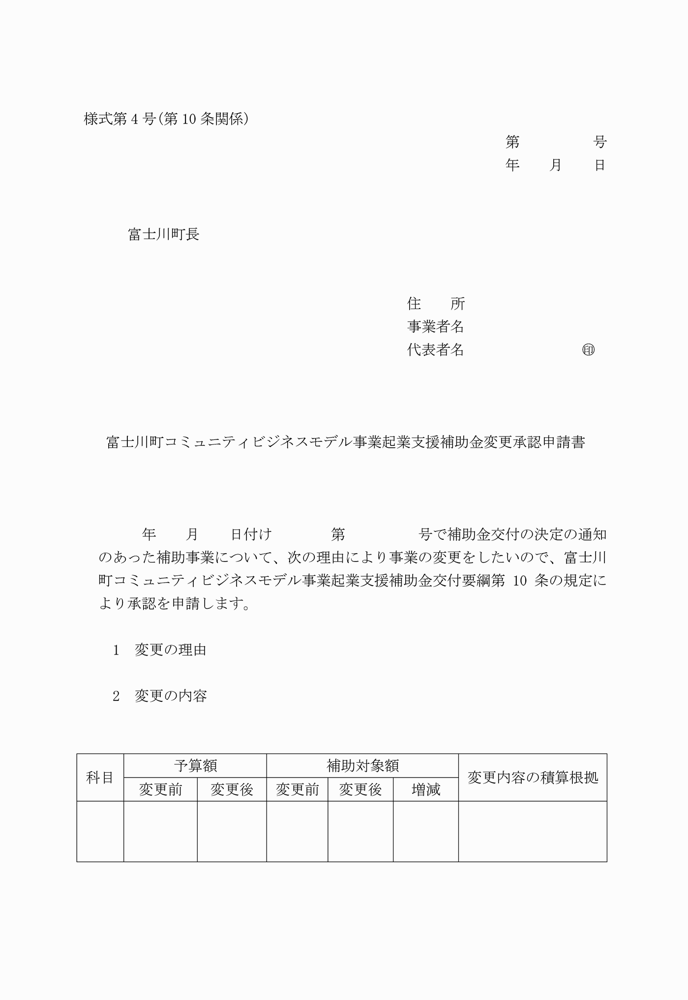 様式第4号(第10条関係)
第　　　　　号
年　　月　　日
富士川町長
住　　所
事業者名
代表者名　　　　　　　　㊞
富士川町コミュニティビジネスモデル事業起業支援補助金変更承認申請書
年　　月　　日付け　　　　第　　　　　号で補助金交付の決定の通知
のあった補助事業について、次の理由により事業の変更をしたいので、富士川
町コミュニティビジネスモデル事業起業支援補助金交付要綱第 10 条の規定に
より承認を申請します。
1　変更の理由
2　変更の内容
科目　予算額　補助対象額　変更内容の積算根拠
変更前　変更後　変更前　変更後　増減